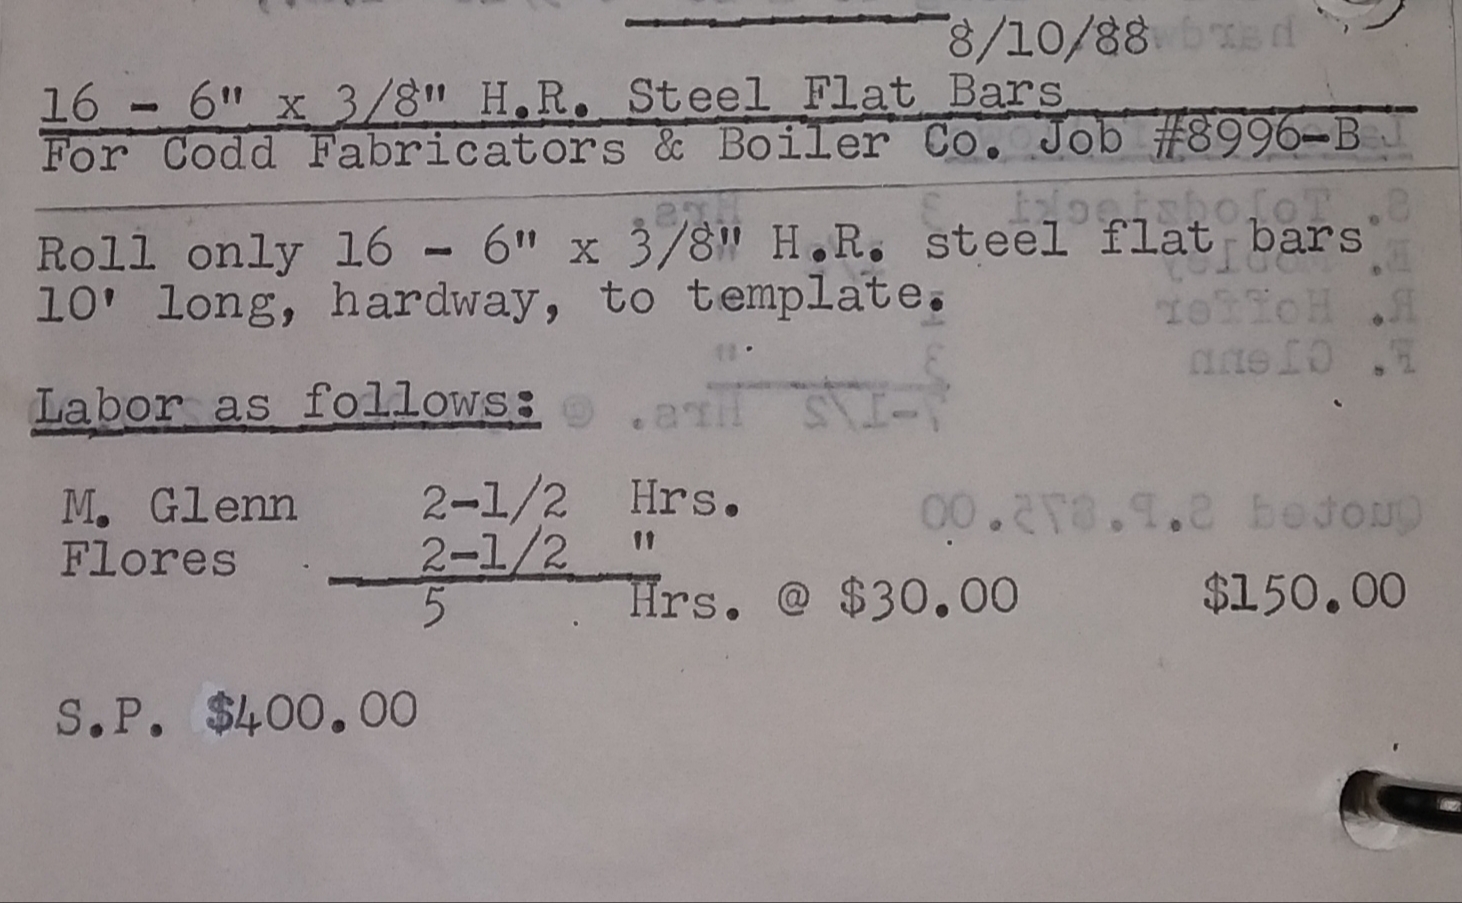 8/10/88
16 - 6" x 3/8" H.R. Steel Flat Bars
For Codd Fabricators & Boiler Co. Job #8996-B
Roll only 16 - 6" x 3/8" H.R. steel flat bars
10' long, hardway, to template.
Labor as follows:
M. Glenn 2-1/2 Hrs.
Flores 2-1/2 "
5 Hrs. @ $30.00 $150.00
S.P. $400.00